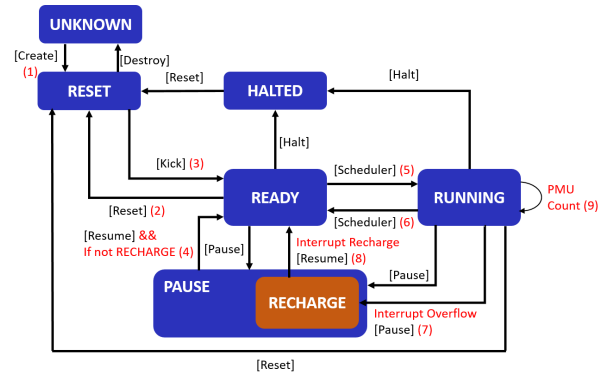 UNKNOWN
[Create]
(1)
[Destroy]
RESET
[Reset]
HALTED
[Halt]
[Halt]
[Kick] (3)
[Scheduler] (5)
READY
RUNNING
PMU
Count (9)
[Reset] (2)
[Scheduler] (6)
[Resume] &&
If not RECHARGE (4)
[Pause]
Interrupt Recharge
[Resume] (8)
[Pause]
PAUSE
RECHARGE
Interrupt Overflow
[Pause] (7)
[Reset]